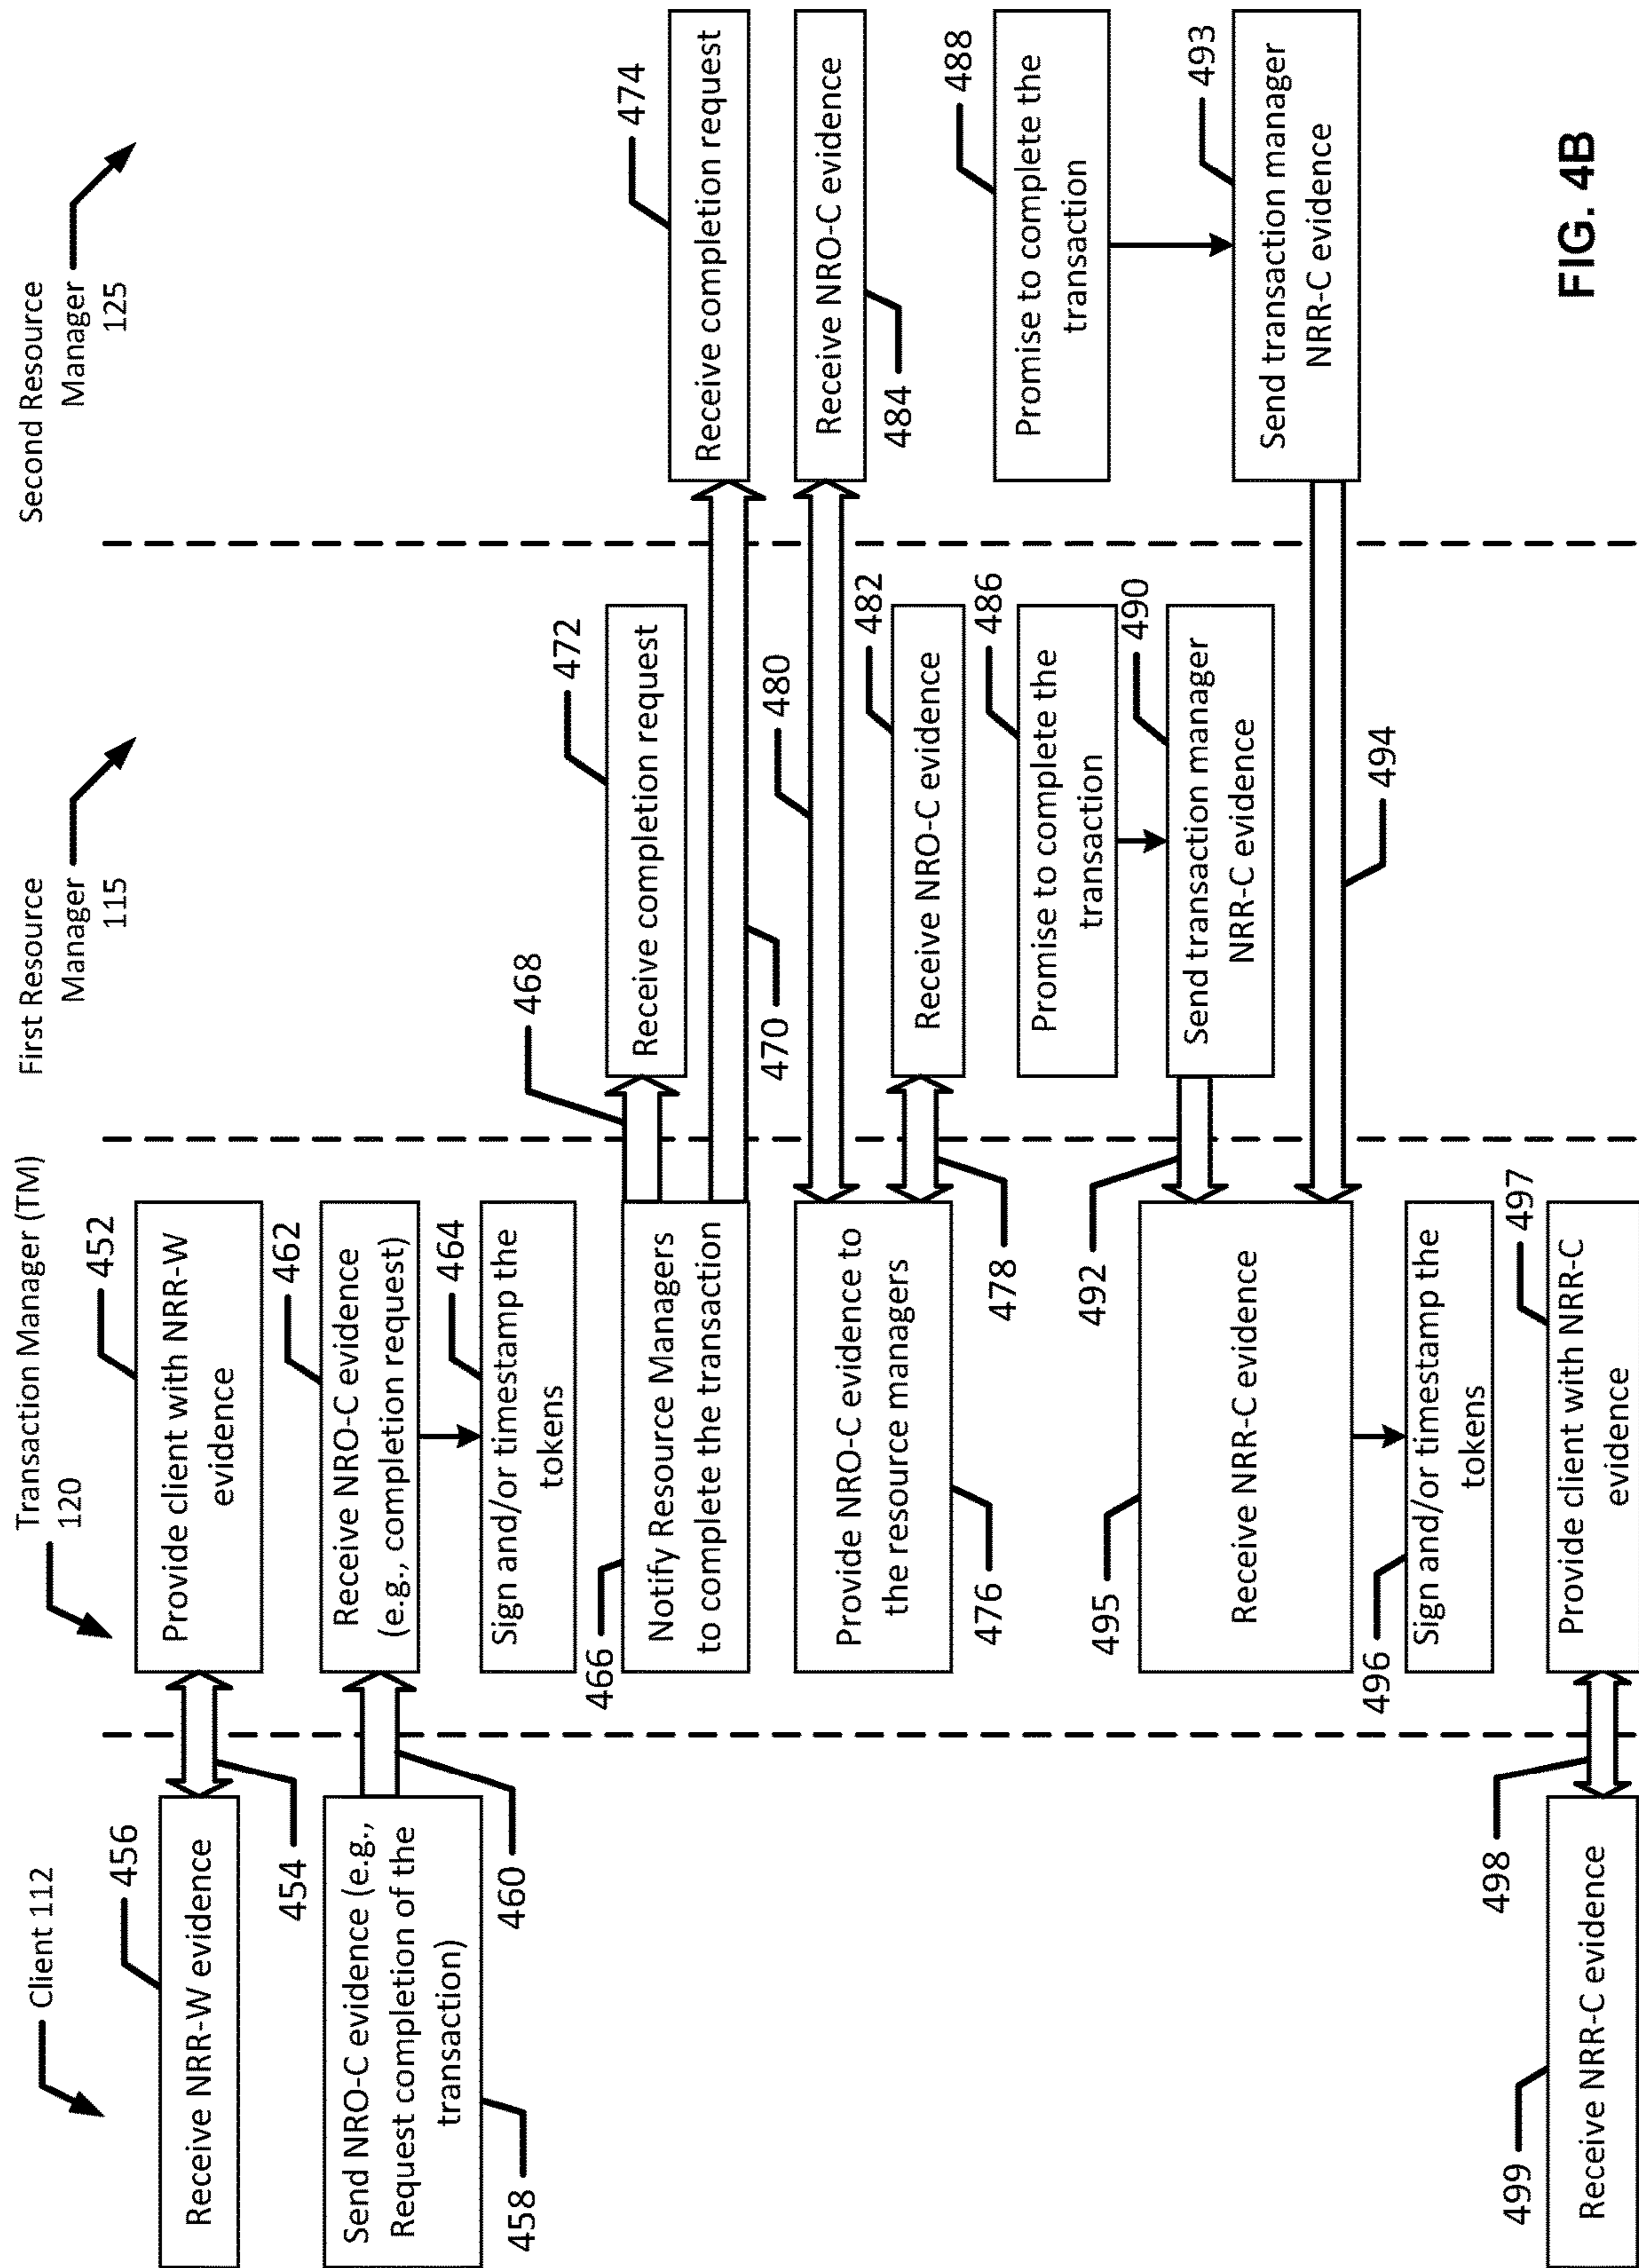 Client 112
Transaction Manager (TM)
120
First Resource
Manager
115
Second Resource
Manager
125
456
Receive NRR-W evidence
454
452
Provide client with NRR-W
evidence
Send NRO-C evidence (e.g.,
Request completion of the
transaction)
458
460
462
Receive NRO-C evidence
(e.g., completion request)
464
Sign and/or timestamp the
tokens
466
Notify Resource Managers
to complete the transaction
468
470
472
Receive completion request
474
Receive completion request
Provide NRO-C evidence to
the resource managers
476
478
480
482
Receive NRO-C evidence
Receive NRO-C evidence
484
486
Promise to complete the
transaction
488
Promise to complete the
transaction
490
Send transaction manager
NRR-C evidence
492
493
Send transaction manager
NRR-C evidence
494
495
Receive NRR-C evidence
496
Sign and/or timestamp the
tokens
497
Provide client with NRR-C
evidence
498
499
Receive NRR-C evidence
FIG. 4B